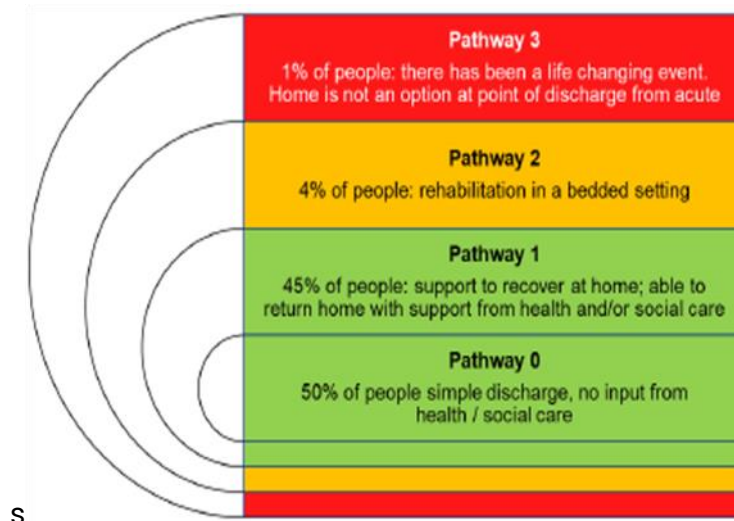 Pathway 3
1% of people: there has been a life changing event.
Home is not an option at point of discharge from acute
Pathway 2
4% of people: rehabilitation in a bedded setting
Pathway 1
45% of people: support to recover at home; able to
return home with support from health and/or social care
Pathway 0
50% of people simple discharge, no input from
health / social care
s